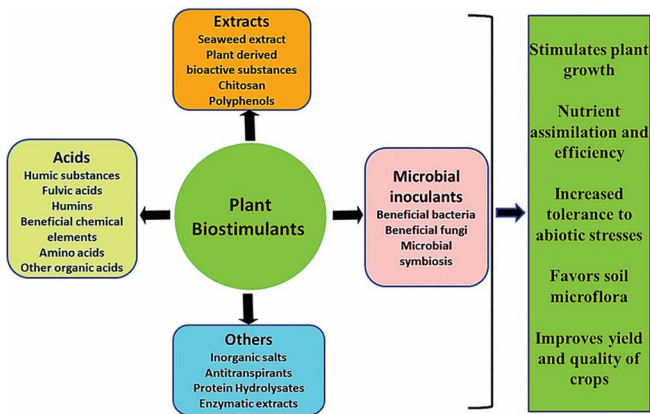 Extracts
Seaweed extract
Plant derived
bioactive substances
Chitosan
Polyphenols
Acids
Humic substances
Fulvic acids
Humins
Beneficial chemical
elements
Amino acids
Other organic acids
Plant
Biostimulants
Microbial
inoculants
Beneficial bacteria
Beneficial fungi
Microbial
symbiosis
Others
Inorganic salts
Antitranspirants
Protein Hydrolysates
Enzymatic extracts
Stimulates plant
growth
Nutrient
assimilation and
efficiency
Increased
tolerance to
abiotic stresses
Favors soil
microflora
Improves yield
and quality of
crops